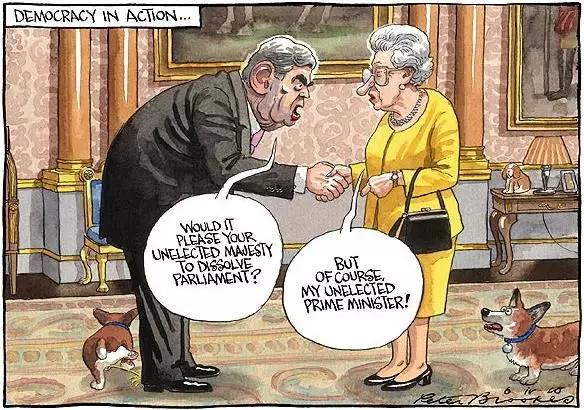 DEMOCRACY IN ACTION...
WOULD IT
PLEASE YOUR
UNELECTED MAJESTY
TO DISSOLVE
PARLIAMENT?
BUT
OF COURSE,
MY UNELECTED
PRIME MINISTER!
Peter Brookes